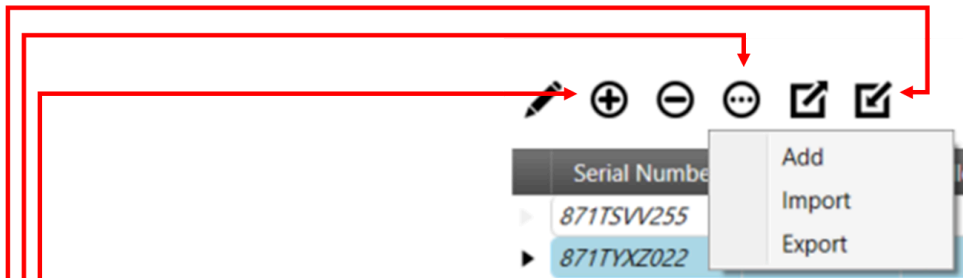 Serial Numbe
Add
871TSVV255
Import
871TYXZ022
Export